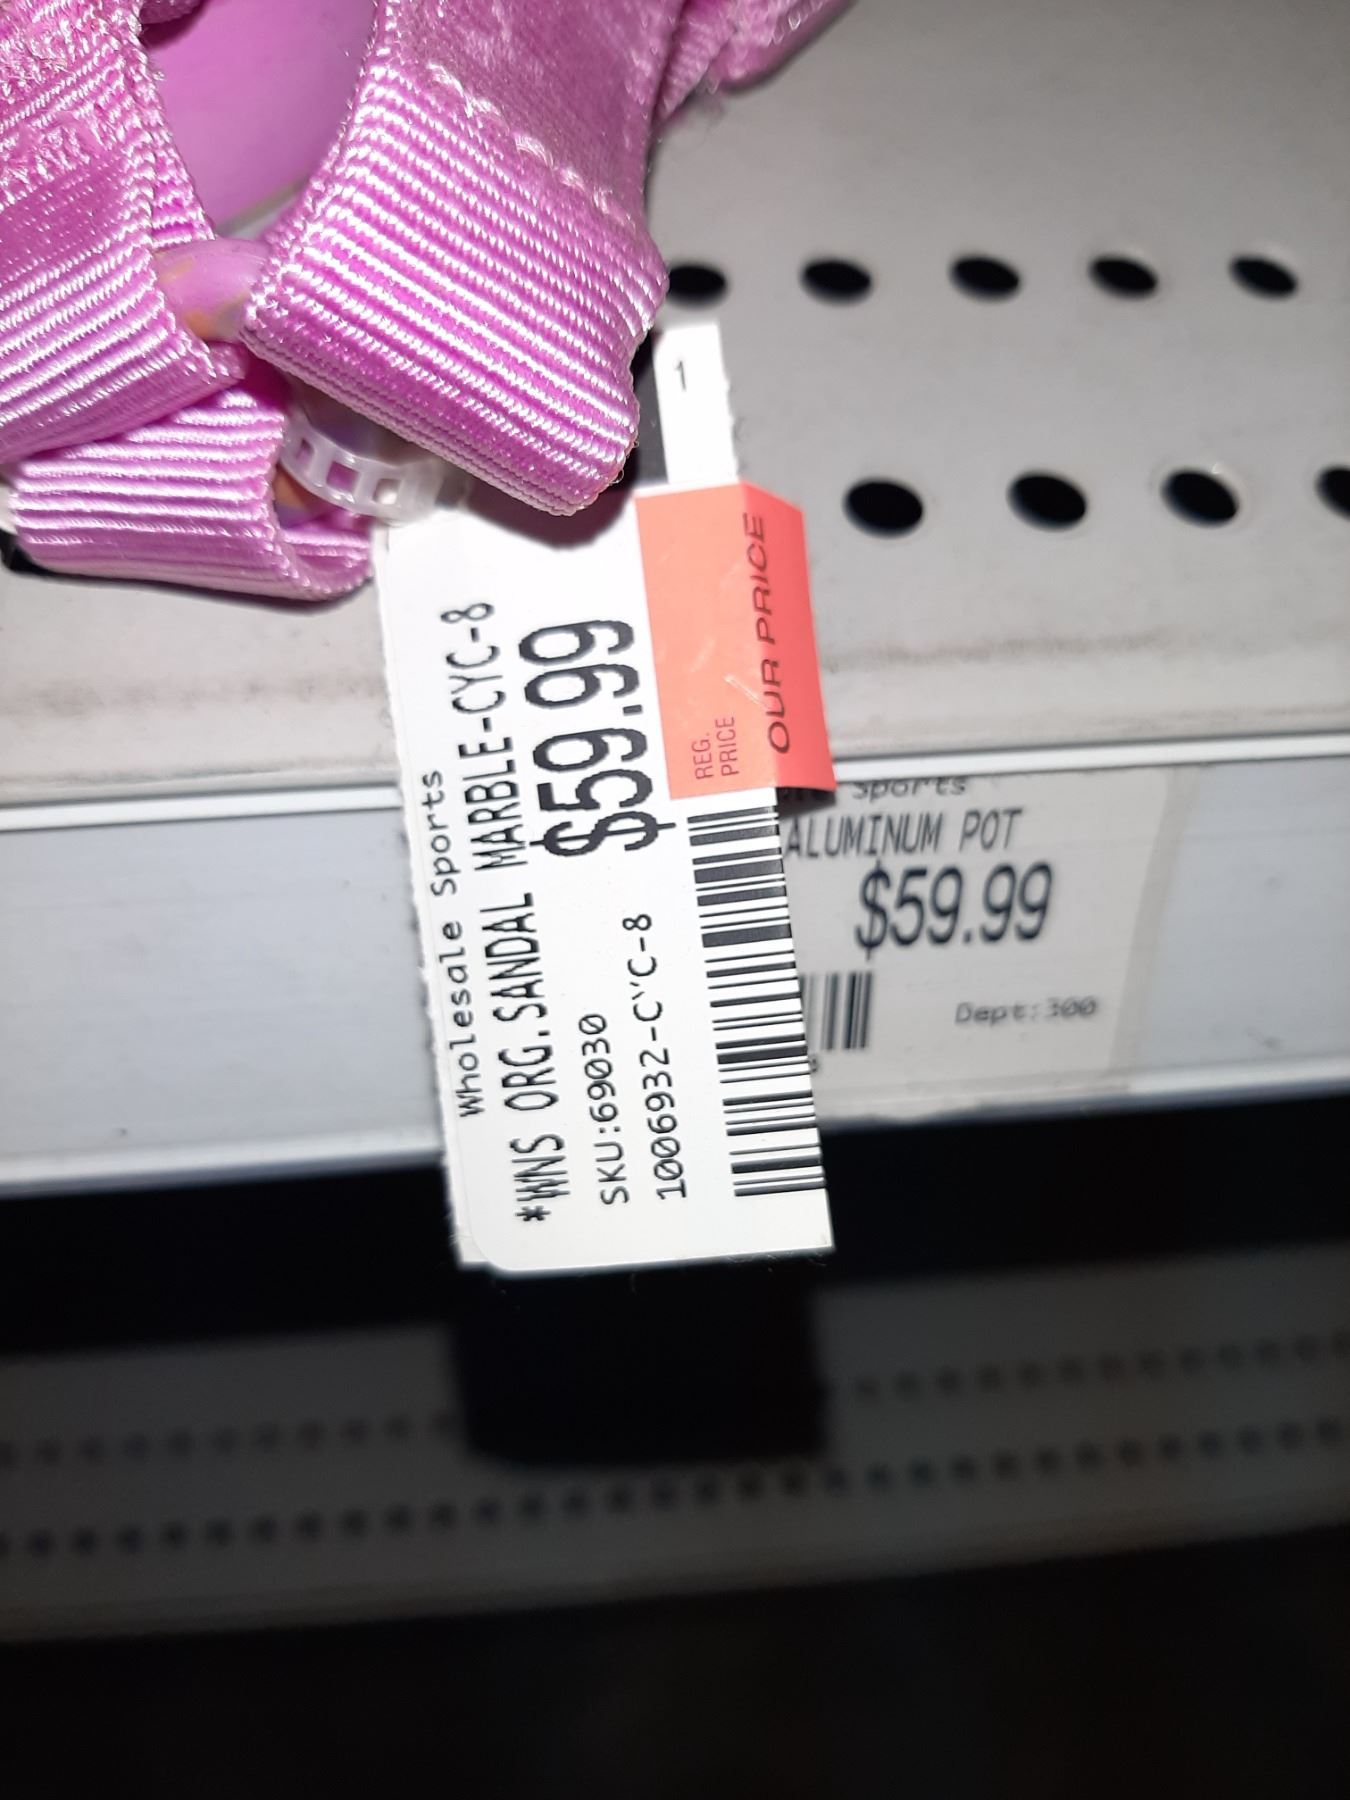 1
Wholesale Sports
*WNS ORG.SANDAL MARBLE-CYC-8
$59.99
SKU:69030
1006932-CYC-8
REG.
PRICE
OUR PRICE
Sports
ALUMINUM POT
$59.99
Dept:300